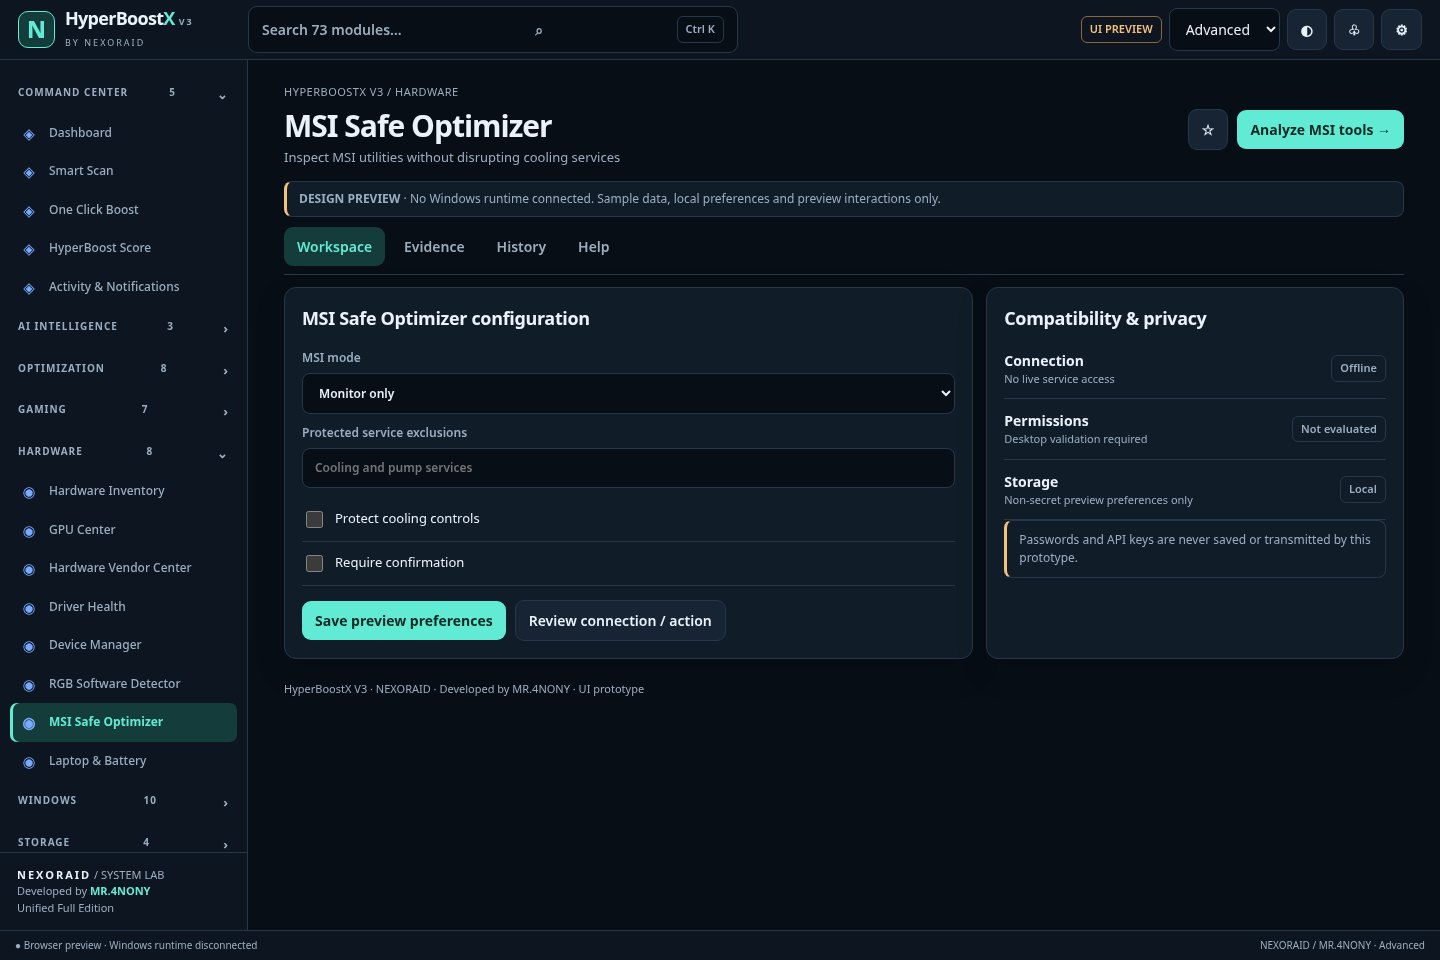 N HyperBoostX V3
BY NEXORAID
Search 73 modules... Ctrl K
UI PREVIEW
Advanced
COMMAND CENTER 5
Dashboard
Smart Scan
One Click Boost
HyperBoost Score
Activity & Notifications
AI INTELLIGENCE 3
OPTIMIZATION 8
GAMING 7
HARDWARE 8
Hardware Inventory
GPU Center
Hardware Vendor Center
Driver Health
Device Manager
RGB Software Detector
MSI Safe Optimizer
Laptop & Battery
WINDOWS 10
STORAGE 4
NEXORAID / SYSTEM LAB
Developed by MR.4NONY
Unified Full Edition
HYPERBOOSTX V3 / HARDWARE
MSI Safe Optimizer
Inspect MSI utilities without disrupting cooling services
☆
Analyze MSI tools →
DESIGN PREVIEW · No Windows runtime connected. Sample data, local preferences and preview interactions only.
Workspace Evidence History Help
MSI Safe Optimizer configuration
MSI mode
Monitor only
Protected service exclusions
Cooling and pump services
Protect cooling controls
Require confirmation
Save preview preferences Review connection / action
Compatibility & privacy
Connection
No live service access
Offline
Permissions
Desktop validation required
Not evaluated
Storage
Non-secret preview preferences only
Local
Passwords and API keys are never saved or transmitted by this
prototype.
HyperBoostX V3 · NEXORAID · Developed by MR.4NONY · UI prototype
● Browser preview · Windows runtime disconnected
NEXORAID / MR.4NONY · Advanced